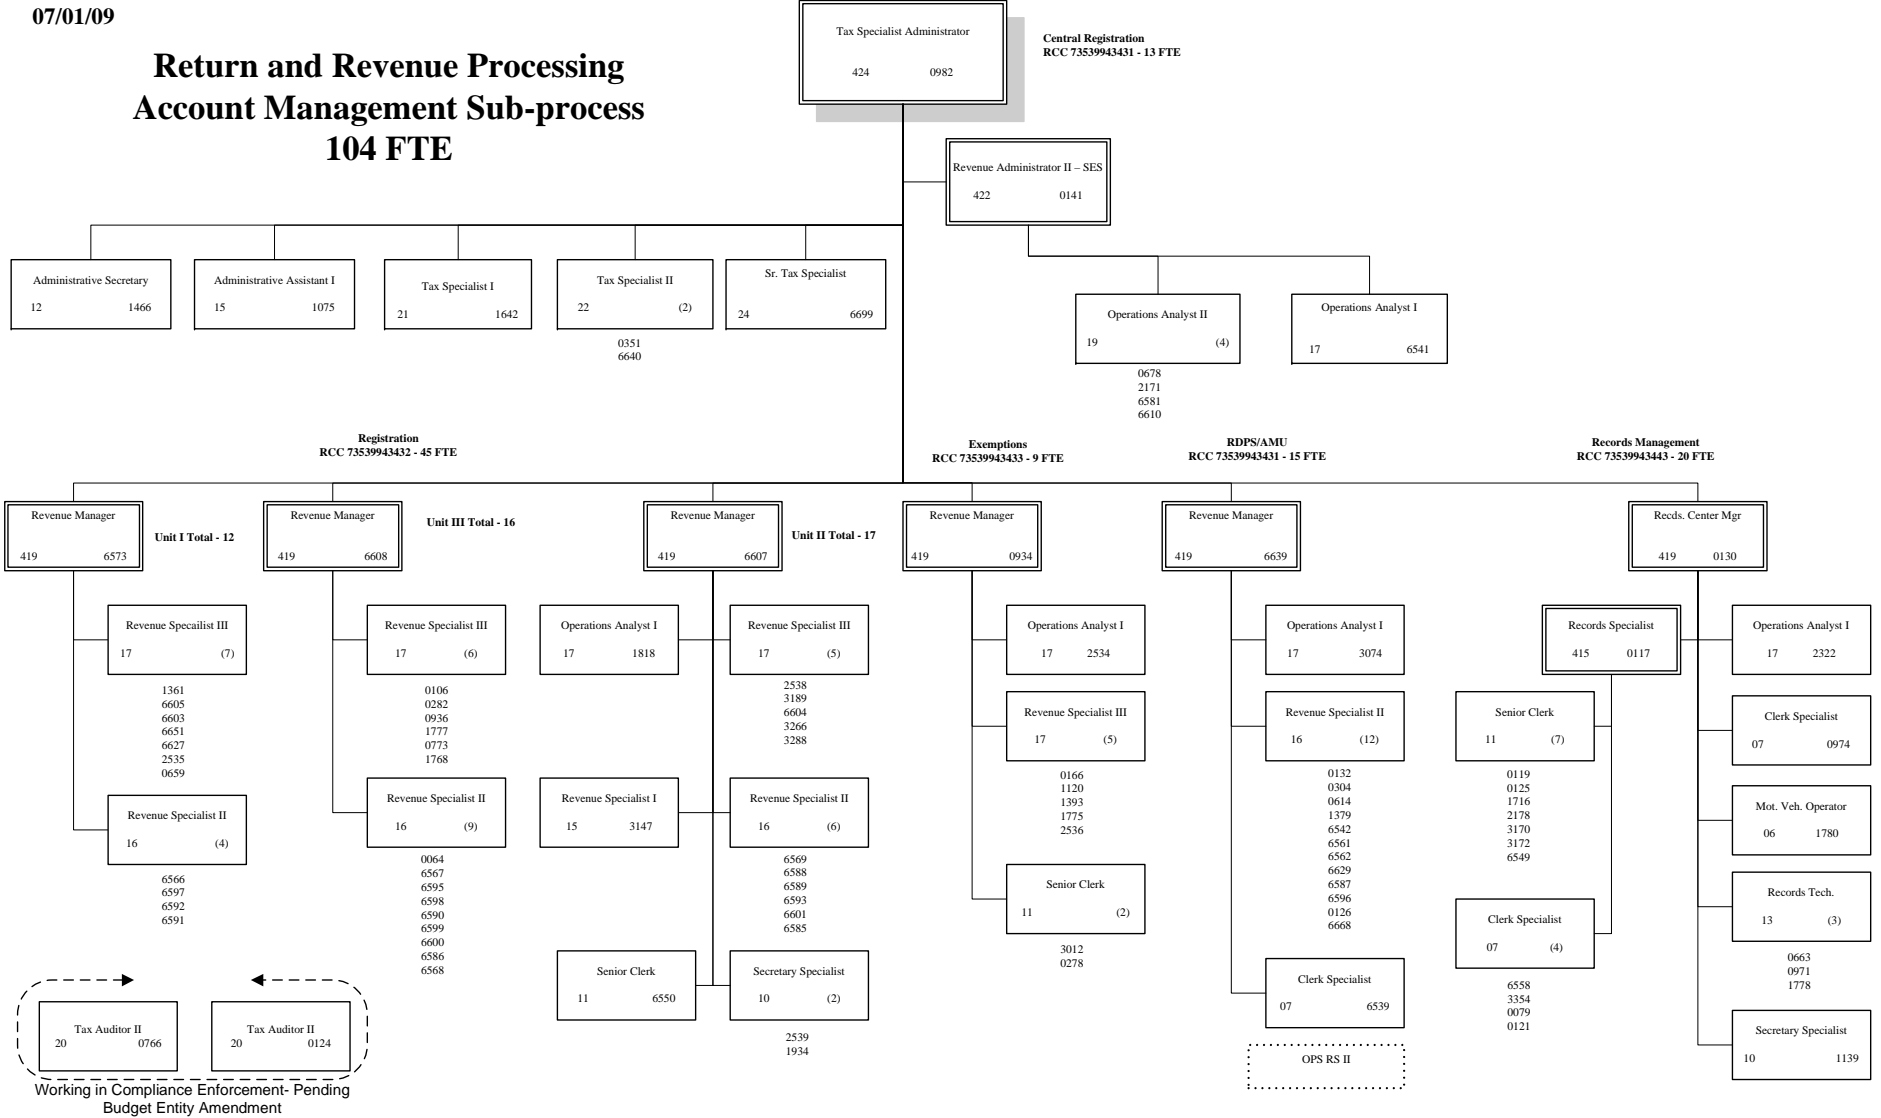 07/01/09
Return and Revenue Processing
Account Management Sub-process
104 FTE
Tax Specialist Administrator
424 0982
Central Registration
RCC 73539943431 - 13 FTE
Revenue Administrator II – SES
422 0141
Administrative Secretary
12 1466
Administrative Assistant I
15 1075
Tax Specialist I
21 1642
Tax Specialist II
22 (2)
0351
6640
Sr. Tax Specialist
24 6699
Operations Analyst II
19 (4)
0678
2171
6581
6610
Operations Analyst I
17 6541
Registration
RCC 73539943432 - 45 FTE
Exemptions
RCC 73539943433 - 9 FTE
RDPS/AMU
RCC 73539943431 - 15 FTE
Records Management
RCC 73539943443 - 20 FTE
Revenue Manager
419 6573
Unit I Total - 12
Revenue Specailist III
17 (7)
1361
6605
6603
6651
6627
2535
0659
Revenue Specialist II
16 (4)
6566
6597
6592
6591
Revenue Manager
419 6608
Unit III Total - 16
Revenue Specialist III
17 (6)
0106
0282
0936
1777
0773
1768
Revenue Specialist II
16 (9)
0064
6567
6595
6598
6590
6599
6600
6586
6568
Revenue Manager
419 6607
Unit II Total - 17
Operations Analyst I
17 1818
Revenue Specialist III
17 (5)
2538
3189
6604
3266
3288
Revenue Specialist I
15 3147
Revenue Specialist II
16 (6)
6569
6588
6589
6593
6601
6585
Senior Clerk
11 6550
Secretary Specialist
10 (2)
2539
1934
Revenue Manager
419 0934
Operations Analyst I
17 2534
Revenue Specialist III
17 (5)
0166
1120
1393
1775
2536
Senior Clerk
11 (2)
3012
0278
Revenue Manager
419 6639
Operations Analyst I
17 3074
Revenue Specialist II
16 (12)
0132
0304
0614
1379
6542
6561
6562
6629
6587
6596
0126
6668
Clerk Specialist
07 6539
OPS RS II
Recds. Center Mgr
419 0130
Records Specialist
415 0117
Senior Clerk
11 (7)
0119
0125
1716
2178
3170
3172
6549
Clerk Specialist
07 (4)
6558
3354
0079
0121
Operations Analyst I
17 2322
Clerk Specialist
07 0974
Mot. Veh. Operator
06 1780
Records Tech.
13 (3)
0663
0971
1778
Secretary Specialist
10 1139
Tax Auditor II
20 0766
Tax Auditor II
20 0124
Working in Compliance Enforcement- Pending
Budget Entity Amendment